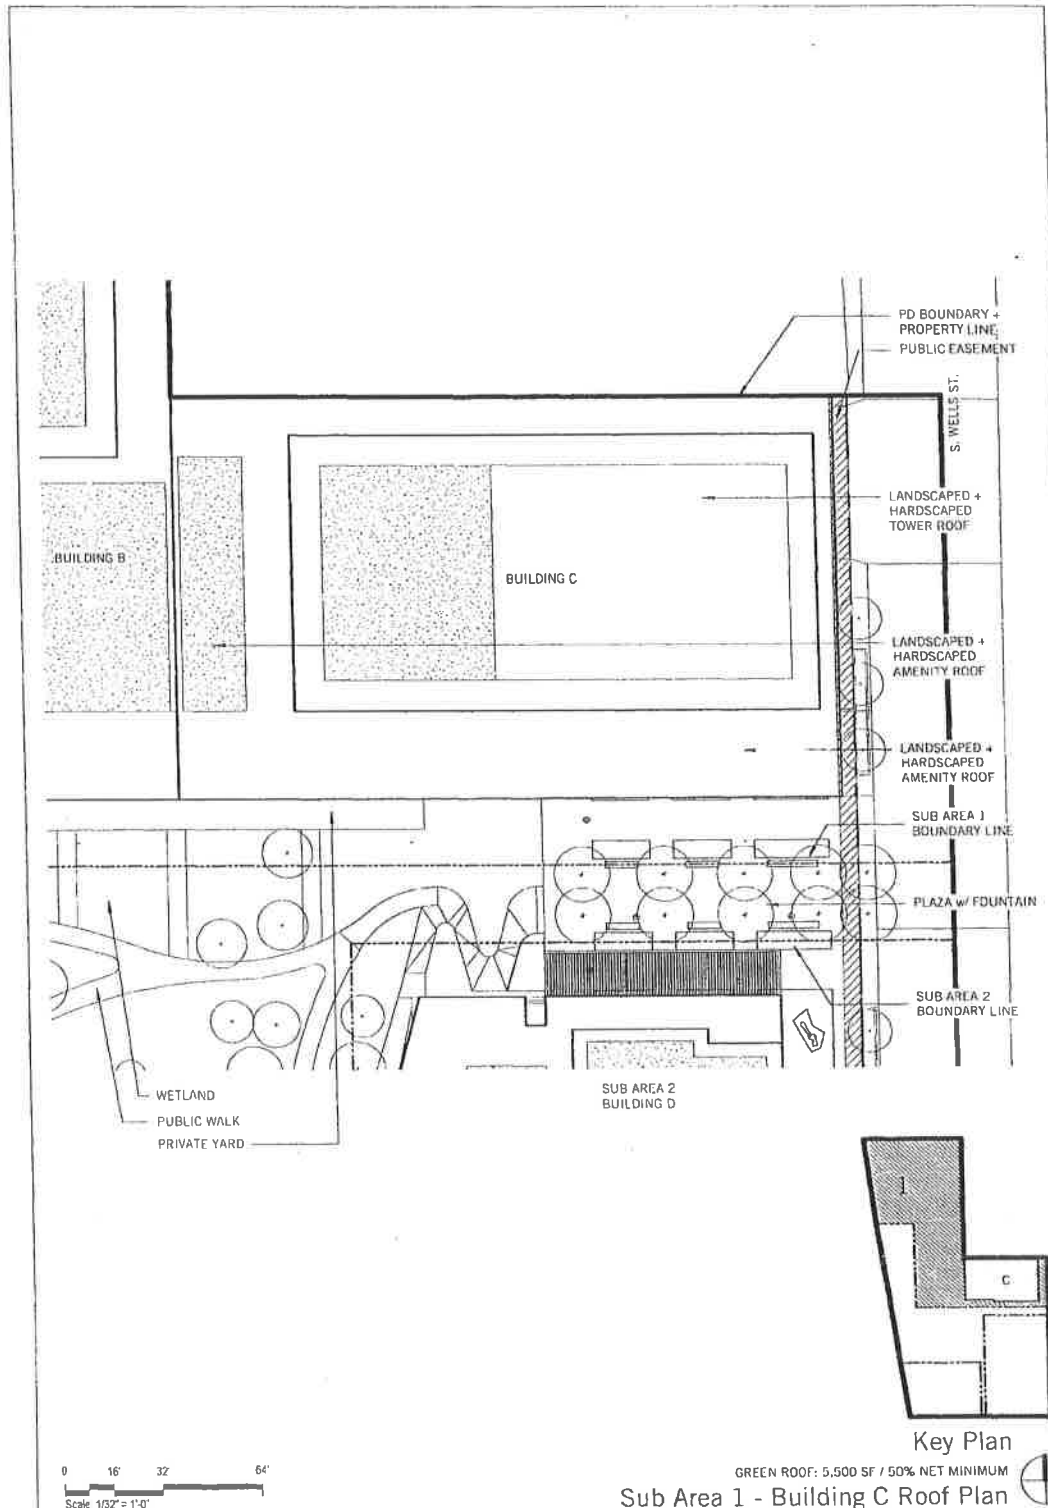 PD BOUNDARY +
PROPERTY LINE
PUBLIC EASEMENT
S. WELLS ST.
LANDSCAPED +
HARDSCAPED
TOWER ROOF
BUILDING B
BUILDING C
LANDSCAPED +
HARDSCAPED
AMENITY ROOF
LANDSCAPED +
HARDSCAPED
AMENITY ROOF
SUB AREA 1
BOUNDARY LINE
PLAZA w/ FOUNTAIN
SUB AREA 2
BOUNDARY LINE
WETLAND
PUBLIC WALK
PRIVATE YARD
SUB AREA 2
BUILDING D
1
C
Key Plan
0 16' 32' 64'
Scale 1/32" = 1'-0"
GREEN ROOF: 5,500 SF / 50% NET MINIMUM
Sub Area 1 - Building C Roof Plan